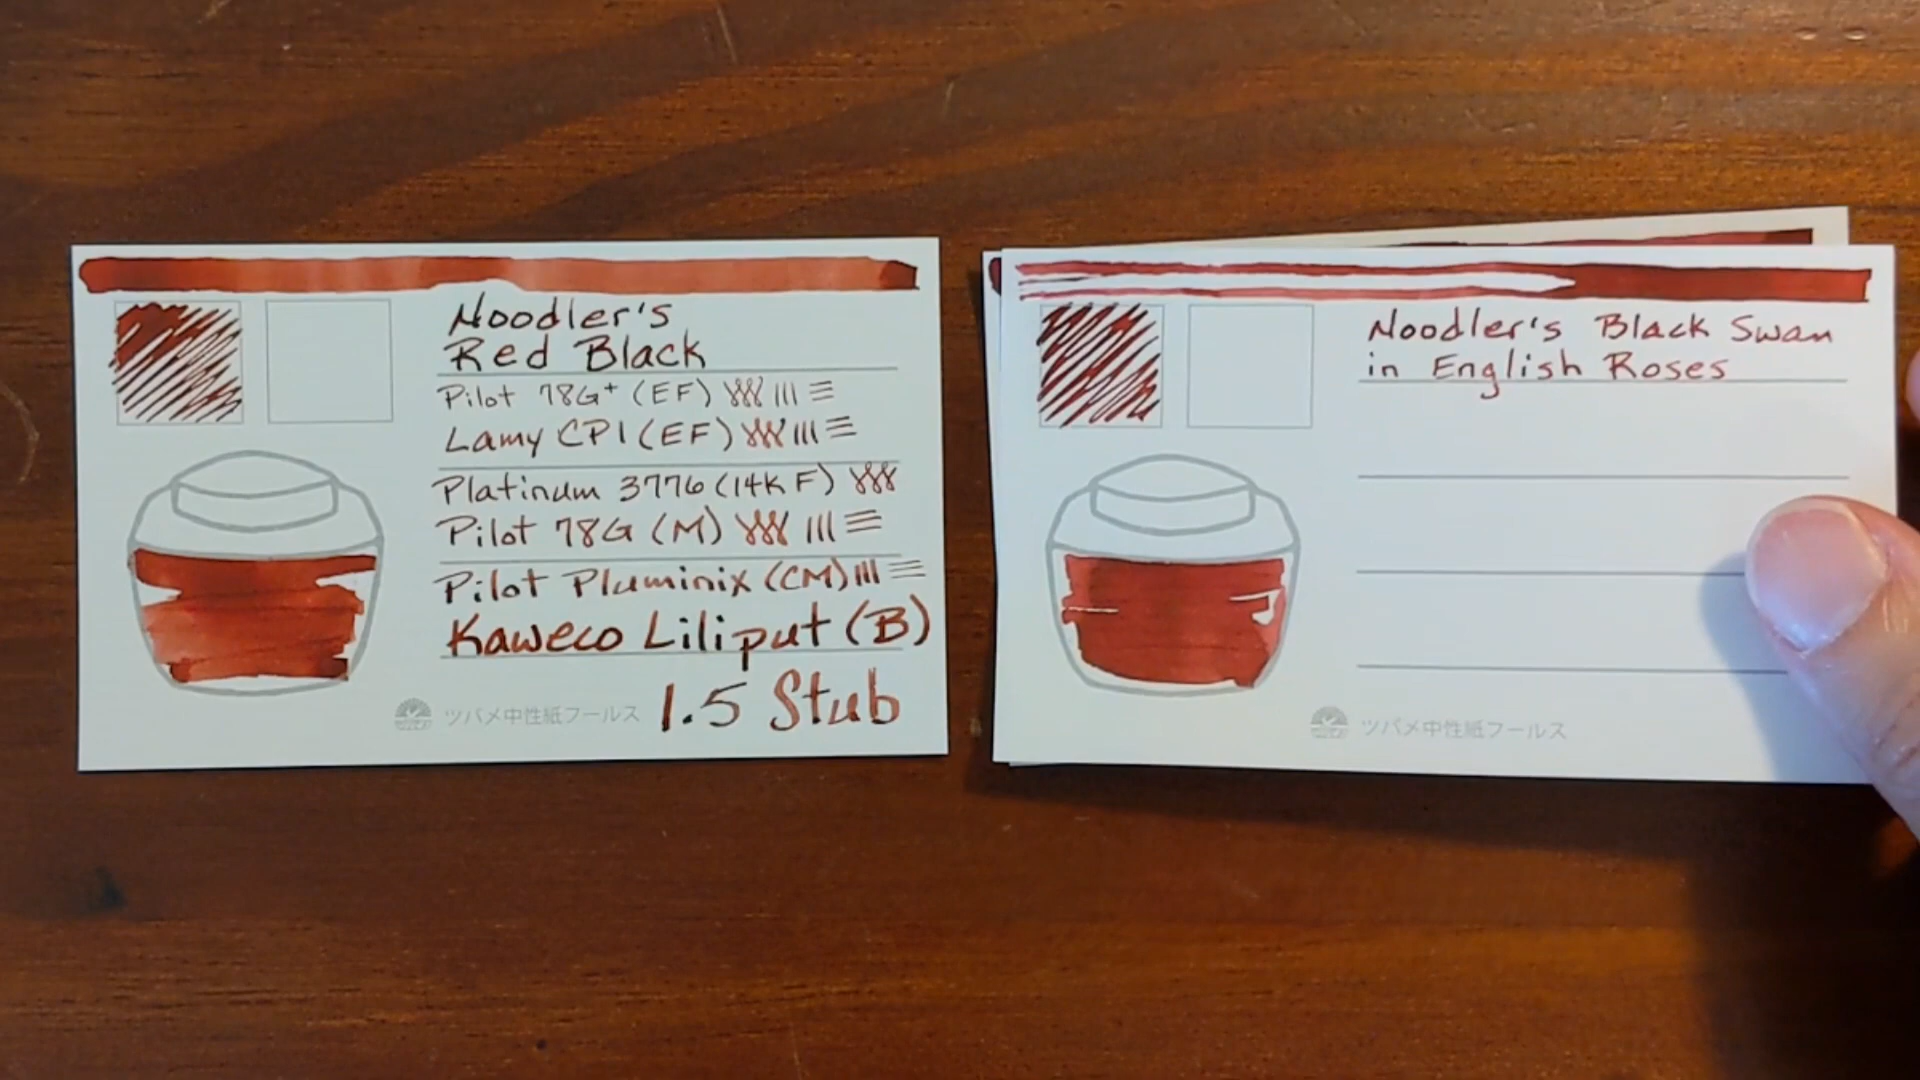 Noodler's
Red Black
Pilot 78G+ (EF)
Lamy CP1 (EF)
Platinum 3776 (14K F)
Pilot 78G (M)
Pilot Pluminix (CM)
Kaweco Liliput (B)
1.5 Stub
ツバメ中性紙フールス
Noodler's Black Swan
in English Roses
ツバメ中性紙フールス